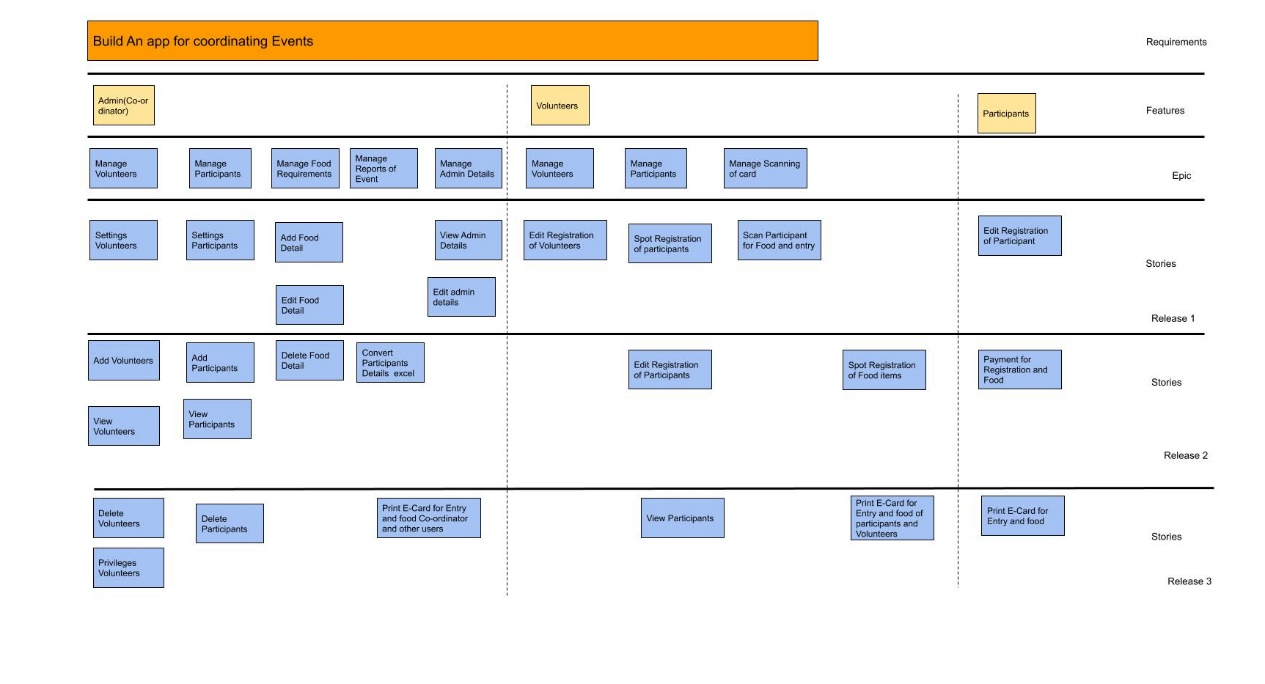 Build An app for coordinating Events
Requirements
Admin(Co-or
dinator)
Volunteers
Participants
Features
Manage
Volunteers
Manage
Participants
Manage Food
Requirements
Manage
Reports of
Event
Manage
Admin Details
Manage
Volunteers
Manage
Participants
Manage Scanning
of card
Epic
Settings
Volunteers
Settings
Participants
Add Food
Detail
View Admin
Details
Edit Registration
of Volunteers
Spot Registration
of participants
Scan Participant
for Food and entry
Edit Registration
of Participant
Stories
Edit Food
Detail
Edit admin
details
Release 1
Add Volunteers
Add
Participants
Delete Food
Detail
Convert
Participants
Details  excel
Edit Registration
of Participants
Spot Registration
of Food items
Payment for
Registration and
Food
Stories
View
Volunteers
View
Participants
Release 2
Delete
Volunteers
Delete
Participants
Print E-Card for Entry
and food Co-ordinator
and other users
View Participants
Print E-Card for
Entry and food of
participants and
Volunteers
Print E-Card for
Entry and food
Stories
Privileges
Volunteers
Release 3